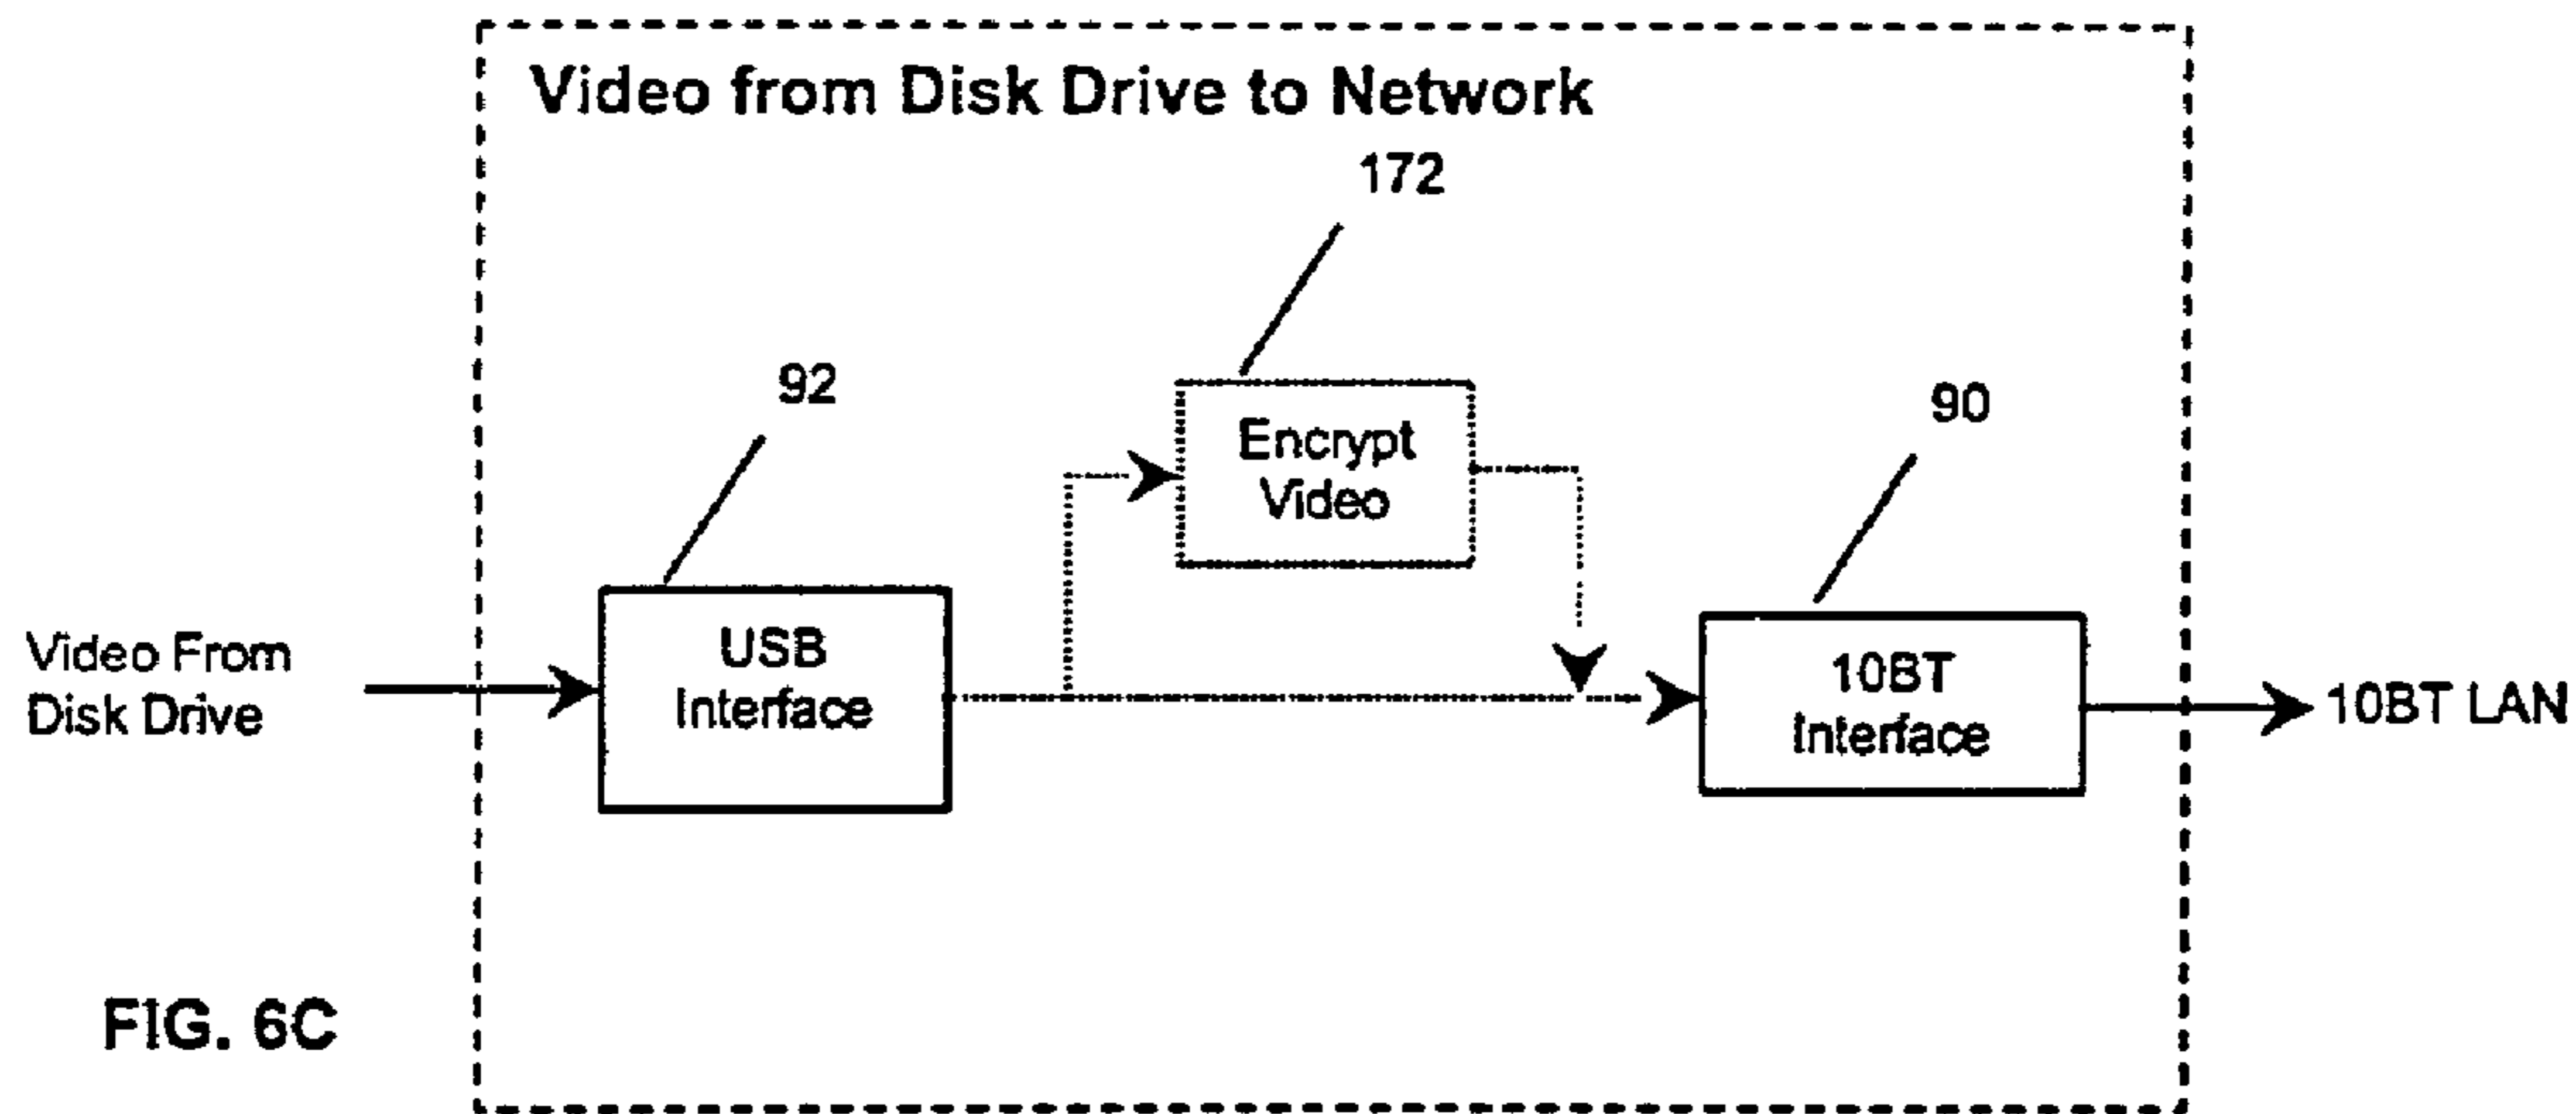 Video from Disk Drive to Network
172
92
Encrypt
Video
90
Video From
Disk Drive
USB
Interface
10BT
Interface
10BT LAN
FIG. 6C